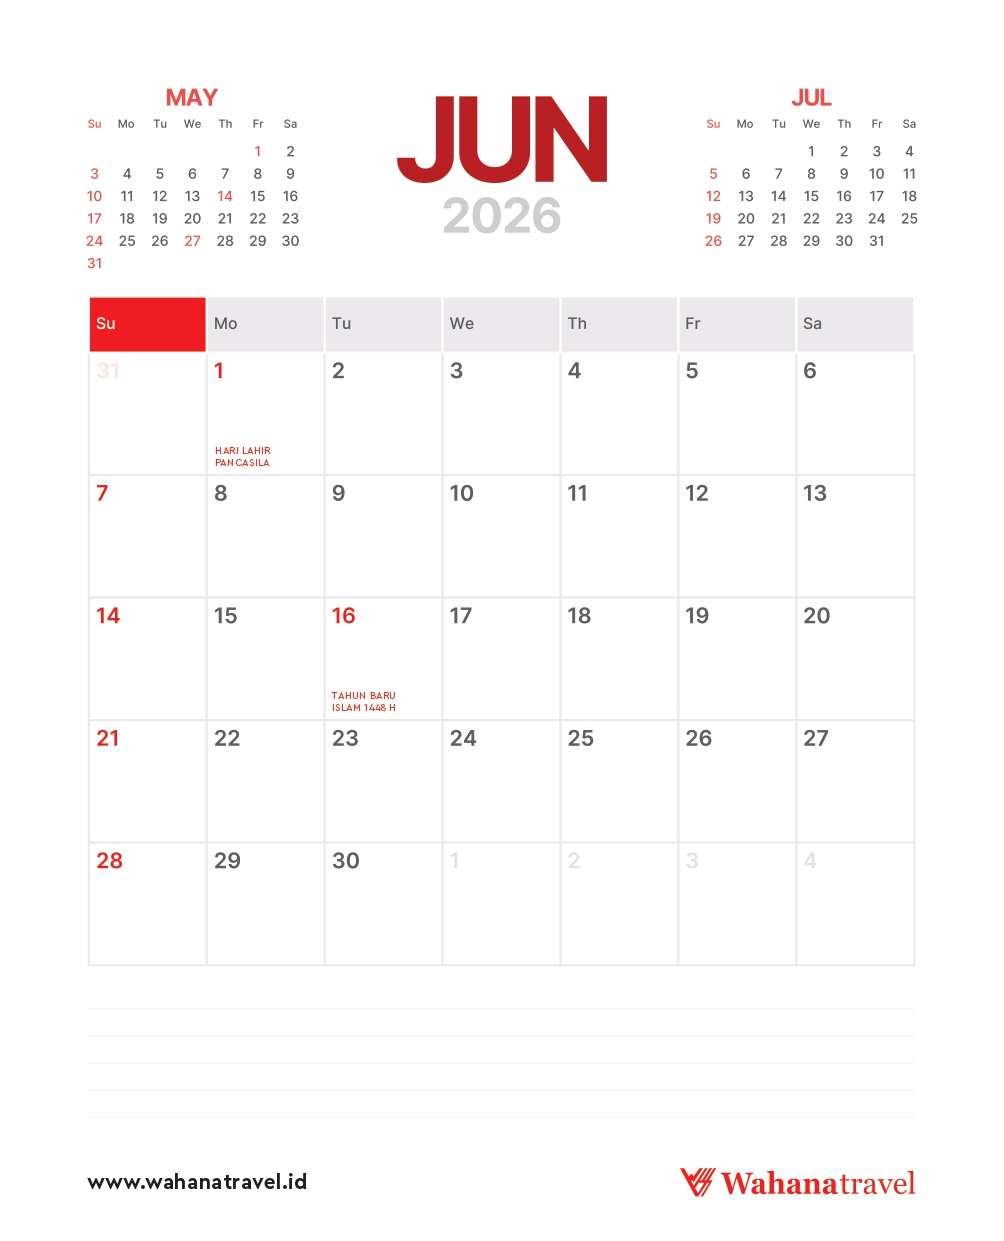 MAY
Su Mo Tu We Th Fr Sa
1 2
3 4 5 6 7 8 9
10 11 12 13 14 15 16
17 18 19 20 21 22 23
24 25 26 27 28 29 30
31
JUN
2026
JUL
Su Mo Tu We Th Fr Sa
1 2 3 4
5 6 7 8 9 10 11
12 13 14 15 16 17 18
19 20 21 22 23 24 25
26 27 28 29 30 31
Su Mo Tu We Th Fr Sa
31 1 2 3 4 5 6
HARI LAHIR
PANCASILA
7 8 9 10 11 12 13
14 15 16 17 18 19 20
TAHUN BARU
ISLAM 1448 H
21 22 23 24 25 26 27
28 29 30 1 2 3 4
www.wahanatravel.id
Wahanatravel